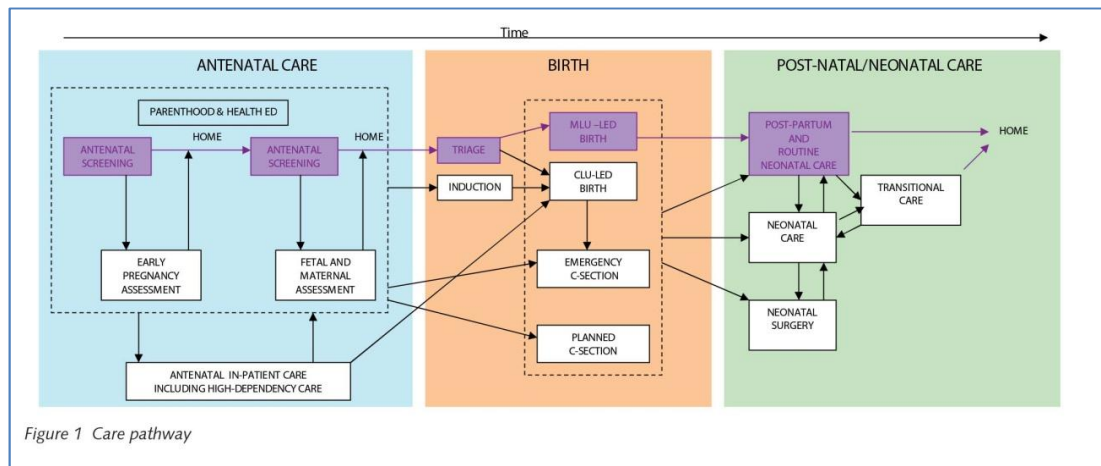 Time
ANTENATAL CARE
BIRTH
POST-NATAL/NEONATAL CARE
PARENTHOOD & HEALTH ED
HOME
HOME
HOME
ANTENATAL
SCREENING
ANTENATAL
SCREENING
TRIAGE
MLU –LED
BIRTH
POST-PARTUM
AND
ROUTINE
NEONATAL CARE
INDUCTION
CLU-LED
BIRTH
TRANSITIONAL
CARE
EARLY
PREGNANCY
ASSESSMENT
FETAL AND
MATERNAL
ASSESSMENT
EMERGENCY
C-SECTION
NEONATAL
CARE
PLANNED
C-SECTION
NEONATAL
SURGERY
ANTENATAL IN-PATIENT CARE
INCLUDING HIGH-DEPENDENCY CARE
Figure 1 Care pathway